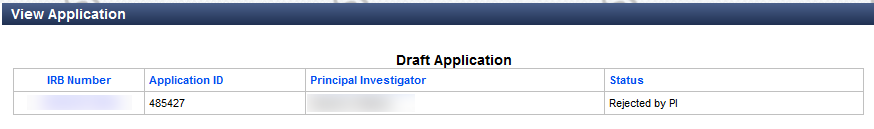 View Application
Draft Application
IRB Number Application ID Principal Investigator Status
485427 Rejected by PI